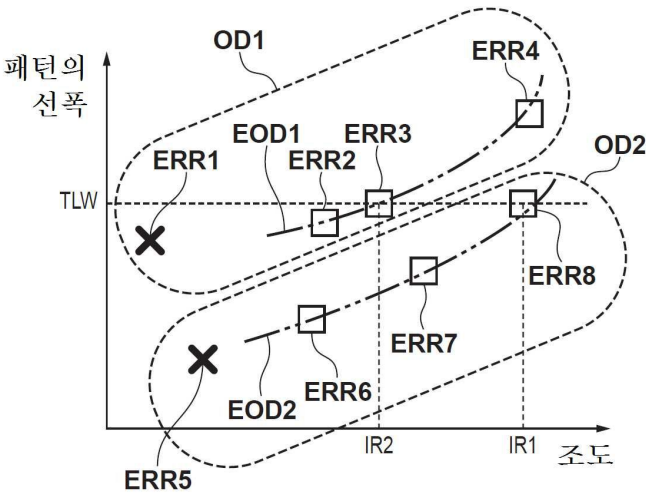 OD1
패턴의
선폭
ERR4
EOD1
ERR3
ERR2
ERR1
OD2
TLW
ERR8
ERR7
ERR6
EOD2
IR2
IR1
조도
ERR5